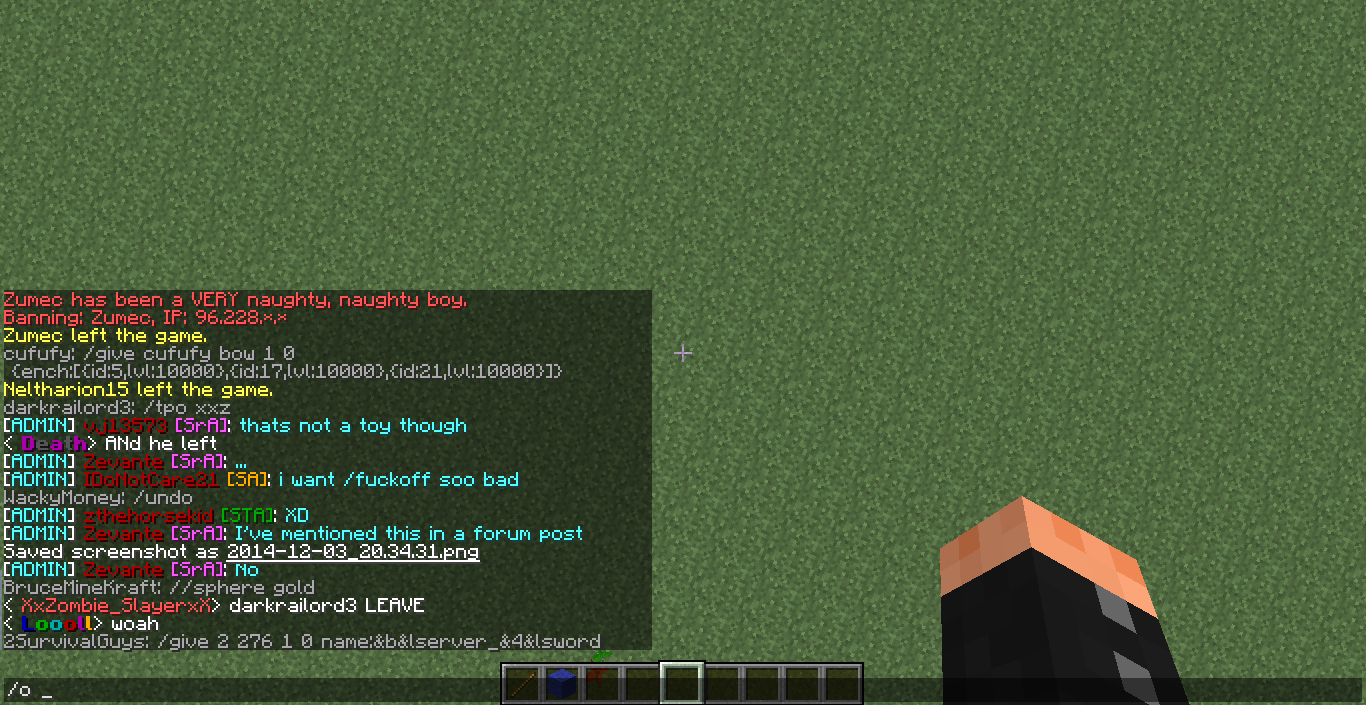 Zumec has been a VERY naughty, naughty boy.
Banning: Zumec, IP: 96.228.x.x
Zumec left the game.
cufufy: /give cufufy bow 1 0
{ench:[{id:5,lvl:10000},{id:17,lvl:10000},{id:21,lvl:10000}]}
Neltharion15 left the game.
darkrailord3: /tpo xxz
[ADMIN] vj13573 [SrA]: thats not a toy though
< Death> ANd he left
[ADMIN] Zevante [SrA]: ...
[ADMIN] IDoNotCare21 [SA]: i want /fuckoff soo bad
WackyMoney: /undo
[ADMIN] zthehorsekid [STA]: XD
[ADMIN] Zevante [SrA]: I've mentioned this in a forum post
Saved screenshot as 2014-12-03_20.34.31.png
[ADMIN] Zevante [SrA]: No
BruceMineKraft: //sphere gold
< XxZombie_SlayerxX> darkrailord3 LEAVE
< Loooll> woah
2SurvivalGuys: /give 2 276 1 0 name:&b&lserver_&4&lsword
/o _